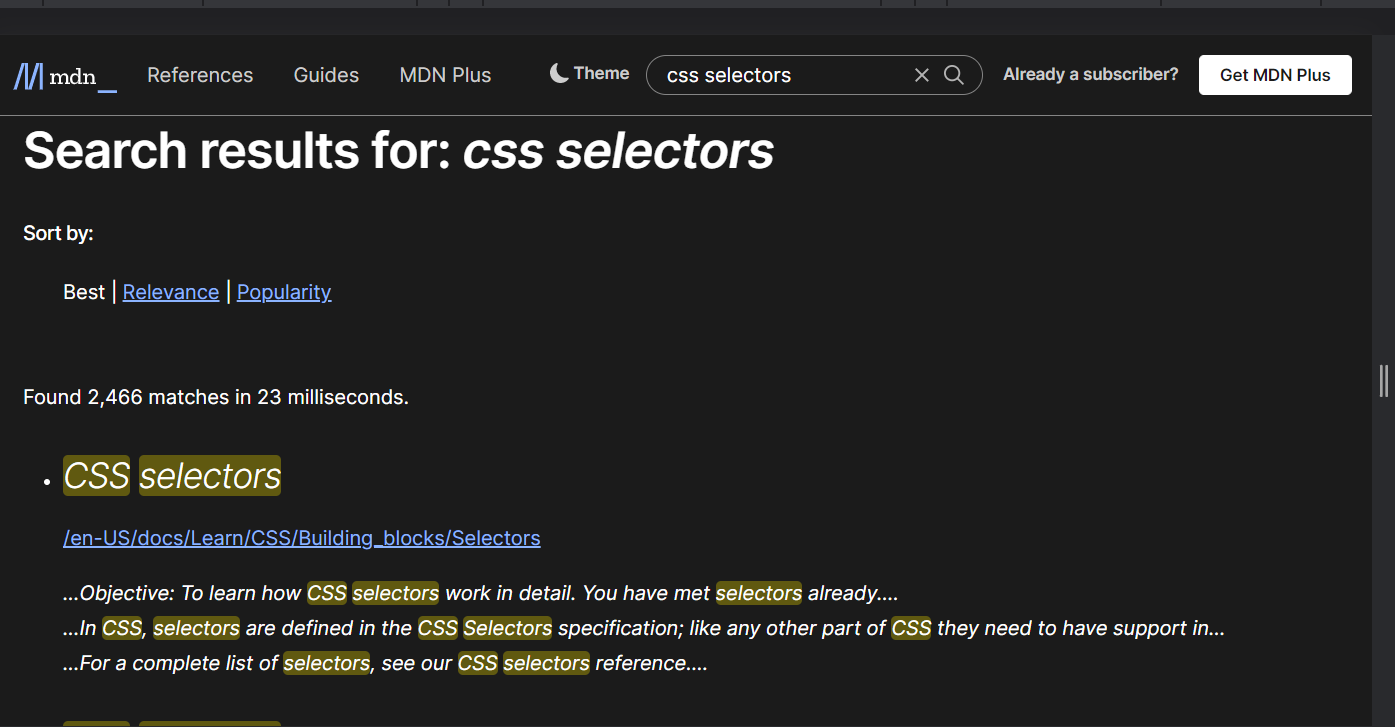 mdn_ References Guides MDN Plus Theme css selectors Already a subscriber? Get MDN Plus
Search results for: css selectors
Sort by:
Best | Relevance | Popularity
Found 2,466 matches in 23 milliseconds.
• CSS selectors
/en-US/docs/Learn/CSS/Building_blocks/Selectors
...Objective: To learn how CSS selectors work in detail. You have met selectors already....
...In CSS, selectors are defined in the CSS Selectors specification; like any other part of CSS they need to have support in...
...For a complete list of selectors, see our CSS selectors reference....